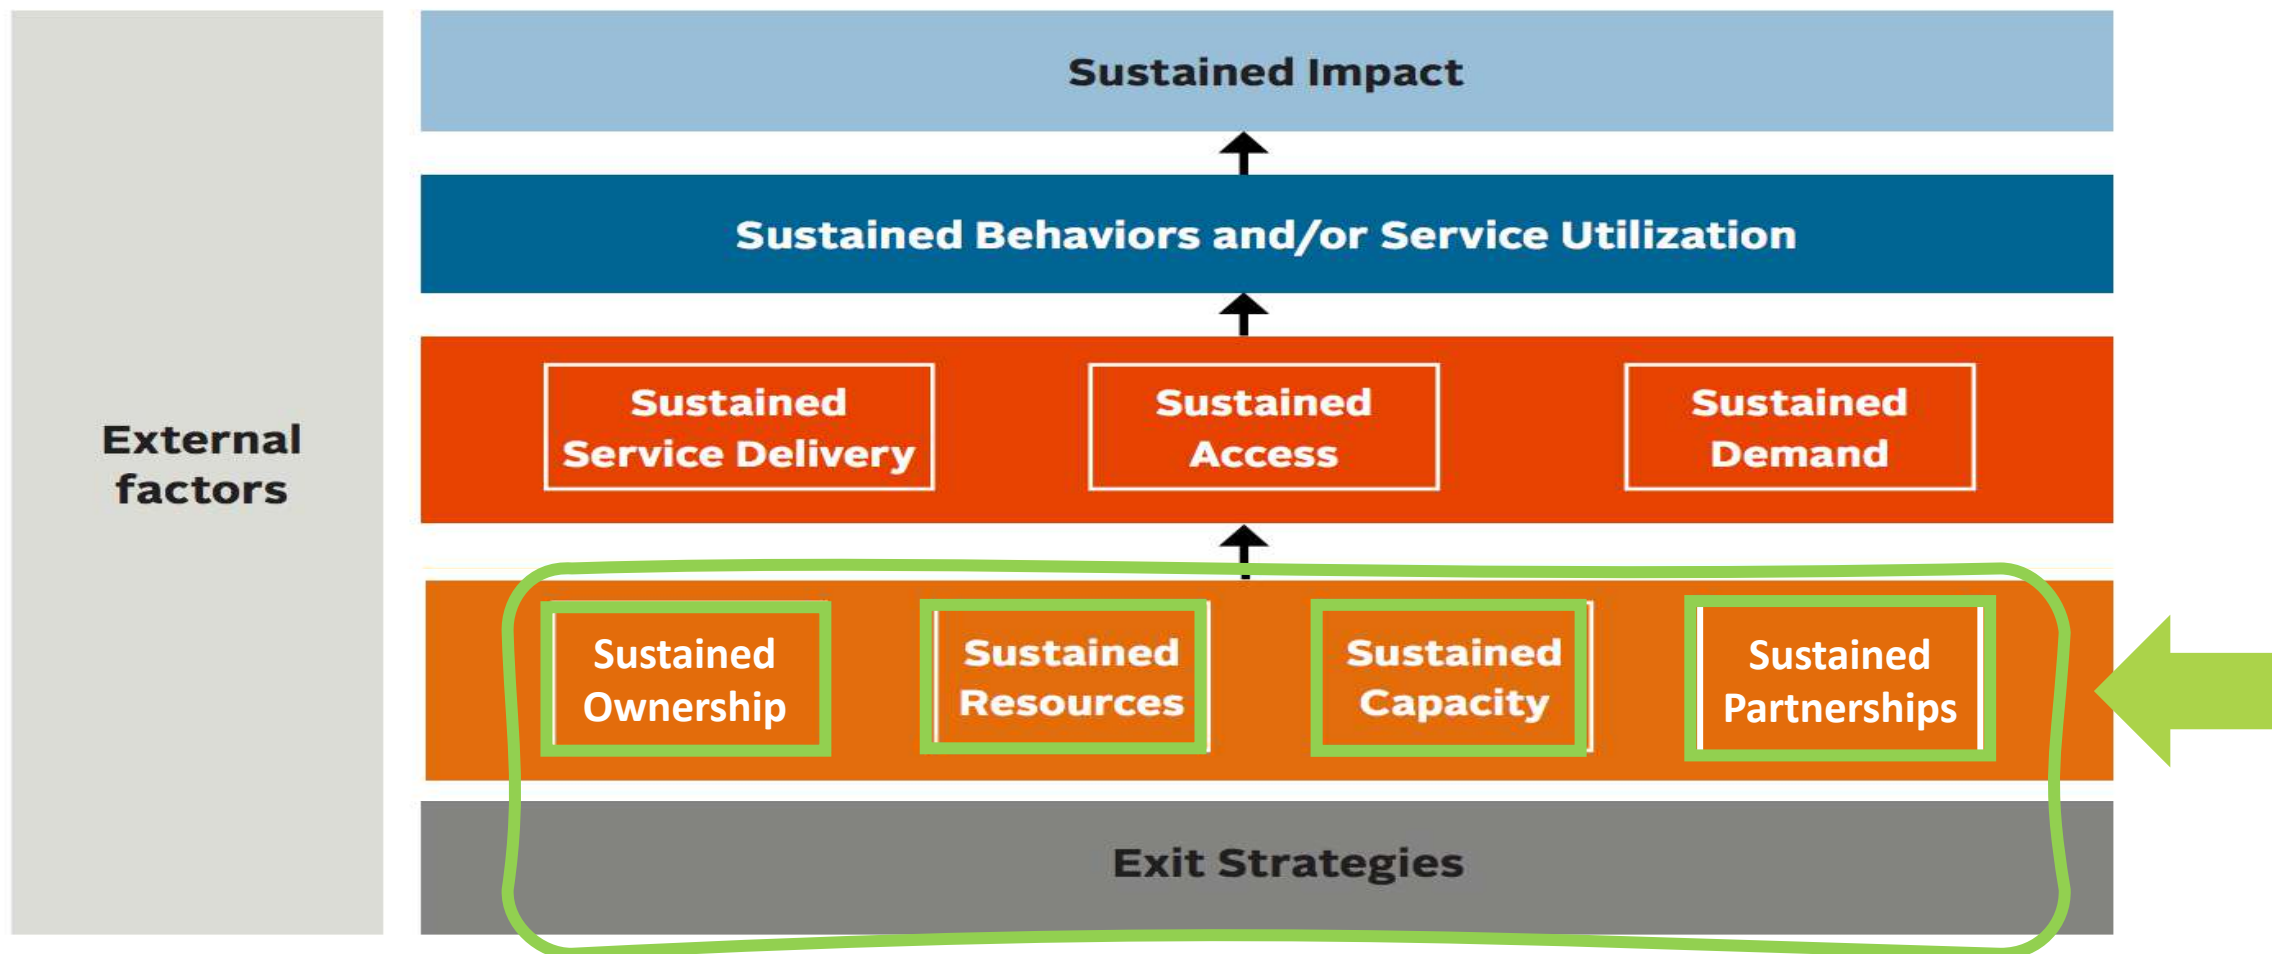 Sustained Impact
Sustained Behaviors and/or Service Utilization
External
factors
Sustained
Service Delivery
Sustained
Access
Sustained
Demand
Sustained
Ownership
Sustained
Resources
Sustained
Capacity
Sustained
Partnerships
Exit Strategies